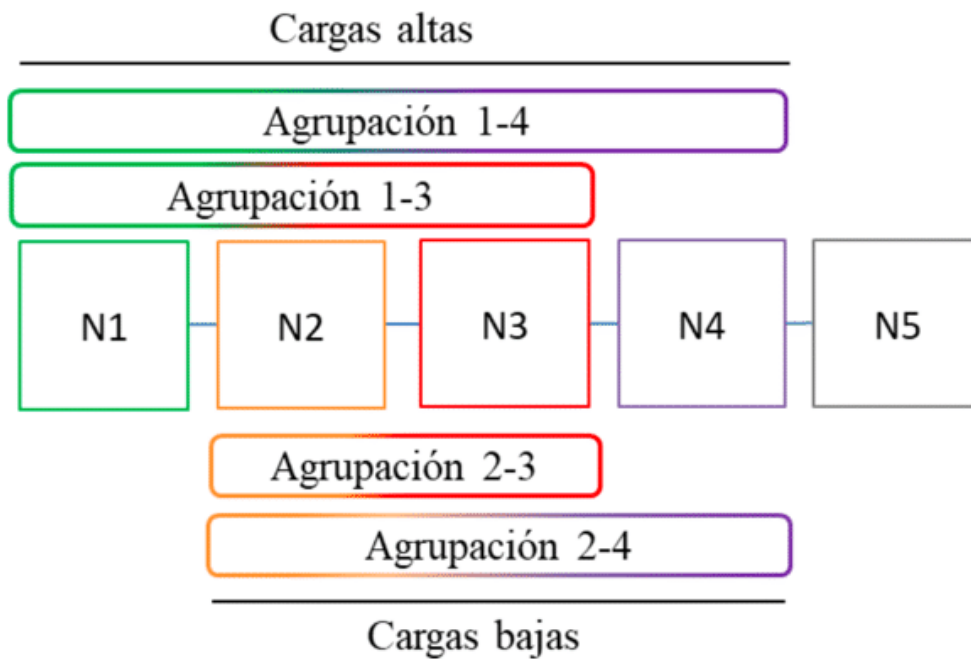 Cargas altas
Agrupación 1-4
Agrupación 1-3
N1 N2 N3 N4 N5
Agrupación 2-3
Agrupación 2-4
Cargas bajas